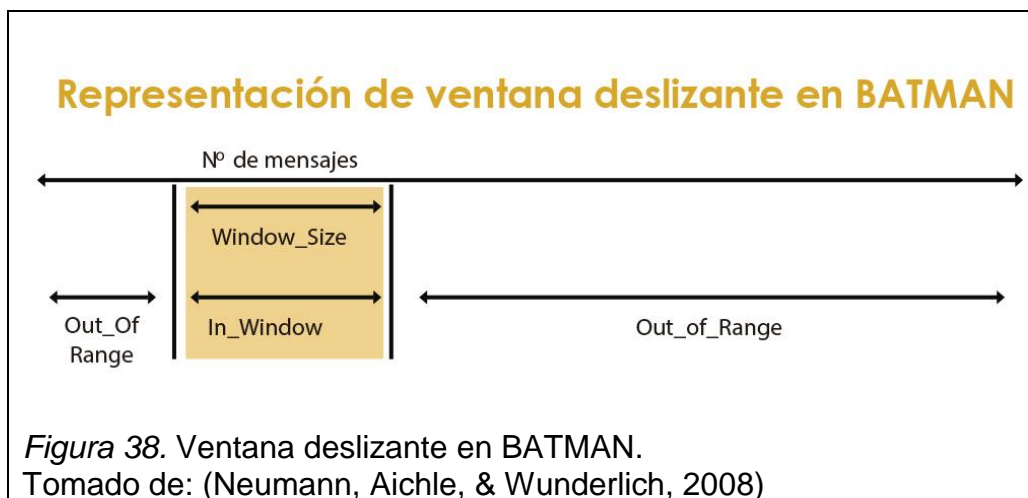 Representación de ventana deslizante en BATMAN
Nº de mensajes
Window_Size
Out_Of
Range
In_Window
Out_of_Range
Figura 38. Ventana deslizante en BATMAN.
Tomado de: (Neumann, Aichle, & Wunderlich, 2008)